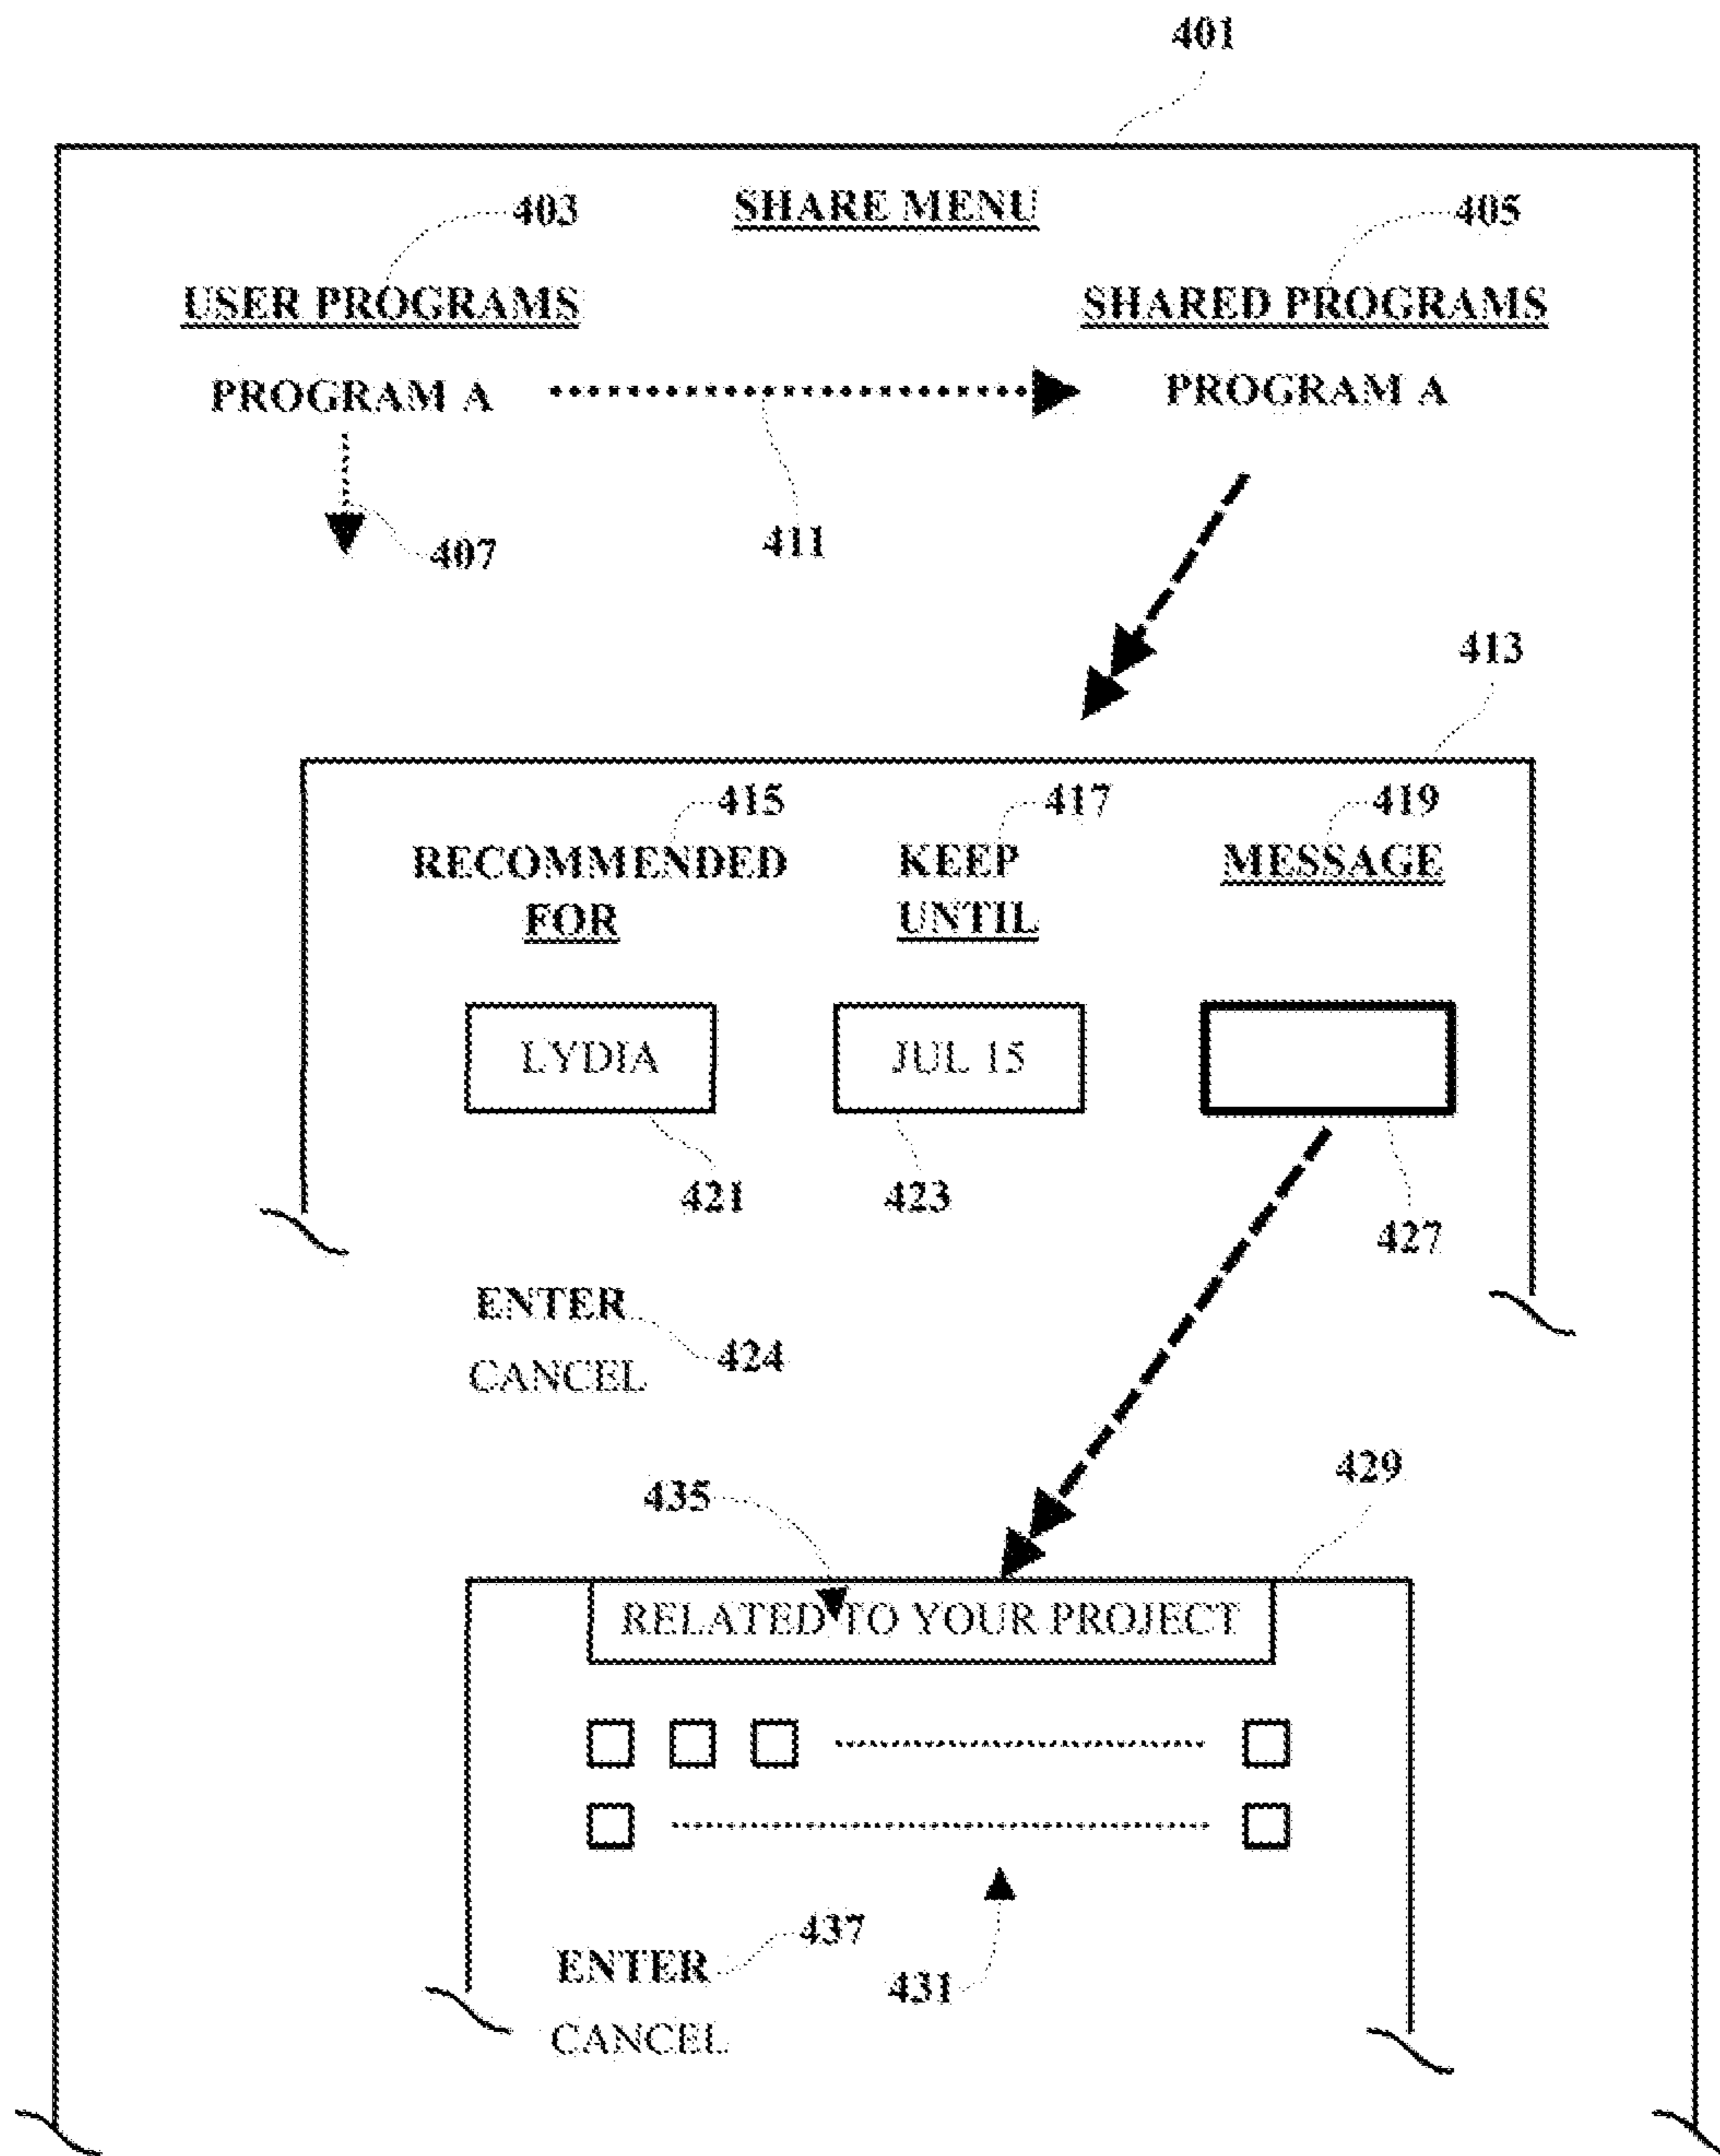 401
403 SHARE MENU 405
USER PROGRAMS SHARED PROGRAMS
PROGRAM A PROGRAM A
407 411
413
415 417 419
RECOMMENDED KEEP MESSAGE
FOR UNTIL
LYDIA JUL 15
421 423 427
ENTER 424
CANCEL
435 429
RELATED TO YOUR PROJECT
ENTER 437 431
CANCEL